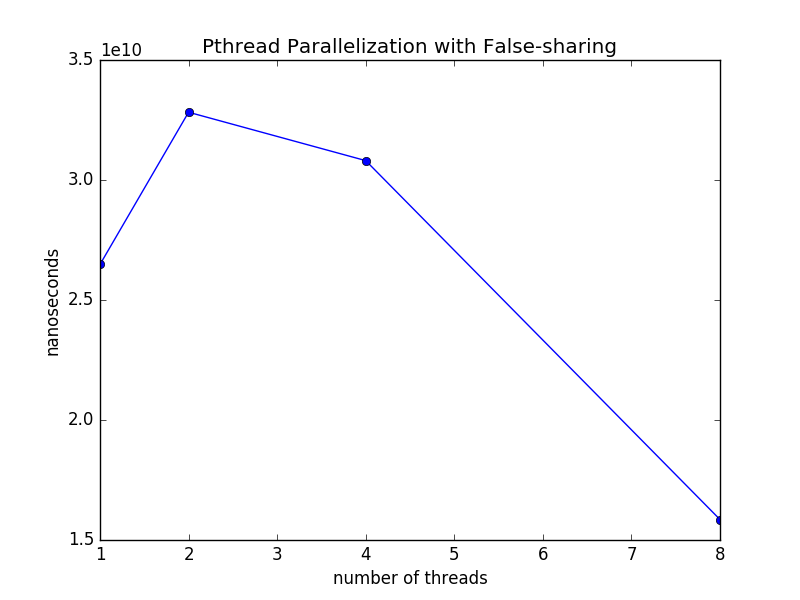 Pthread Parallelization with False-sharing
1e10
3.5
3.0
2.5
2.0
1.5
nanoseconds
1 2 3 4 5 6 7 8
number of threads